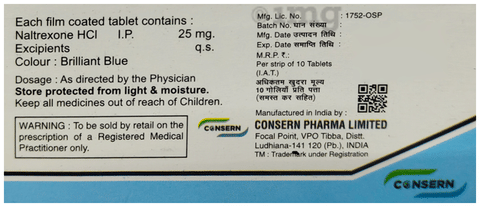 Each film coated tablet contains :
Naltrexone HCl I.P. 25 mg.
Excipients q.s.
Colour : Brilliant Blue
Dosage : As directed by the Physician
Store protected from light & moisture.
Keep all medicines out of reach of Children.
WARNING : To be sold by retail on the
prescription of a Registered Medical
Practitioner only.
CONSERN
Mfg. Lic. No. : 1752-OSP
Batch No. घान संख्या :
Mfg. Date उत्पादन तिथि :
Exp. Date समाप्ति तिथि :
M.R.P. ₹.:
Per strip of 10 Tablets
(I.A.T.)
अधिकतम खुदरा मूल्य
10 गोलियाँ प्रति पत्ता
(समस्त कर सहित)
Manufactured in India by :
CONSERN PHARMA LIMITED
Focal Point, VPO Tibba, Distt.
Ludhiana-141 120 (Pb.), INDIA
TM : Trademark under Registration
CONSERN